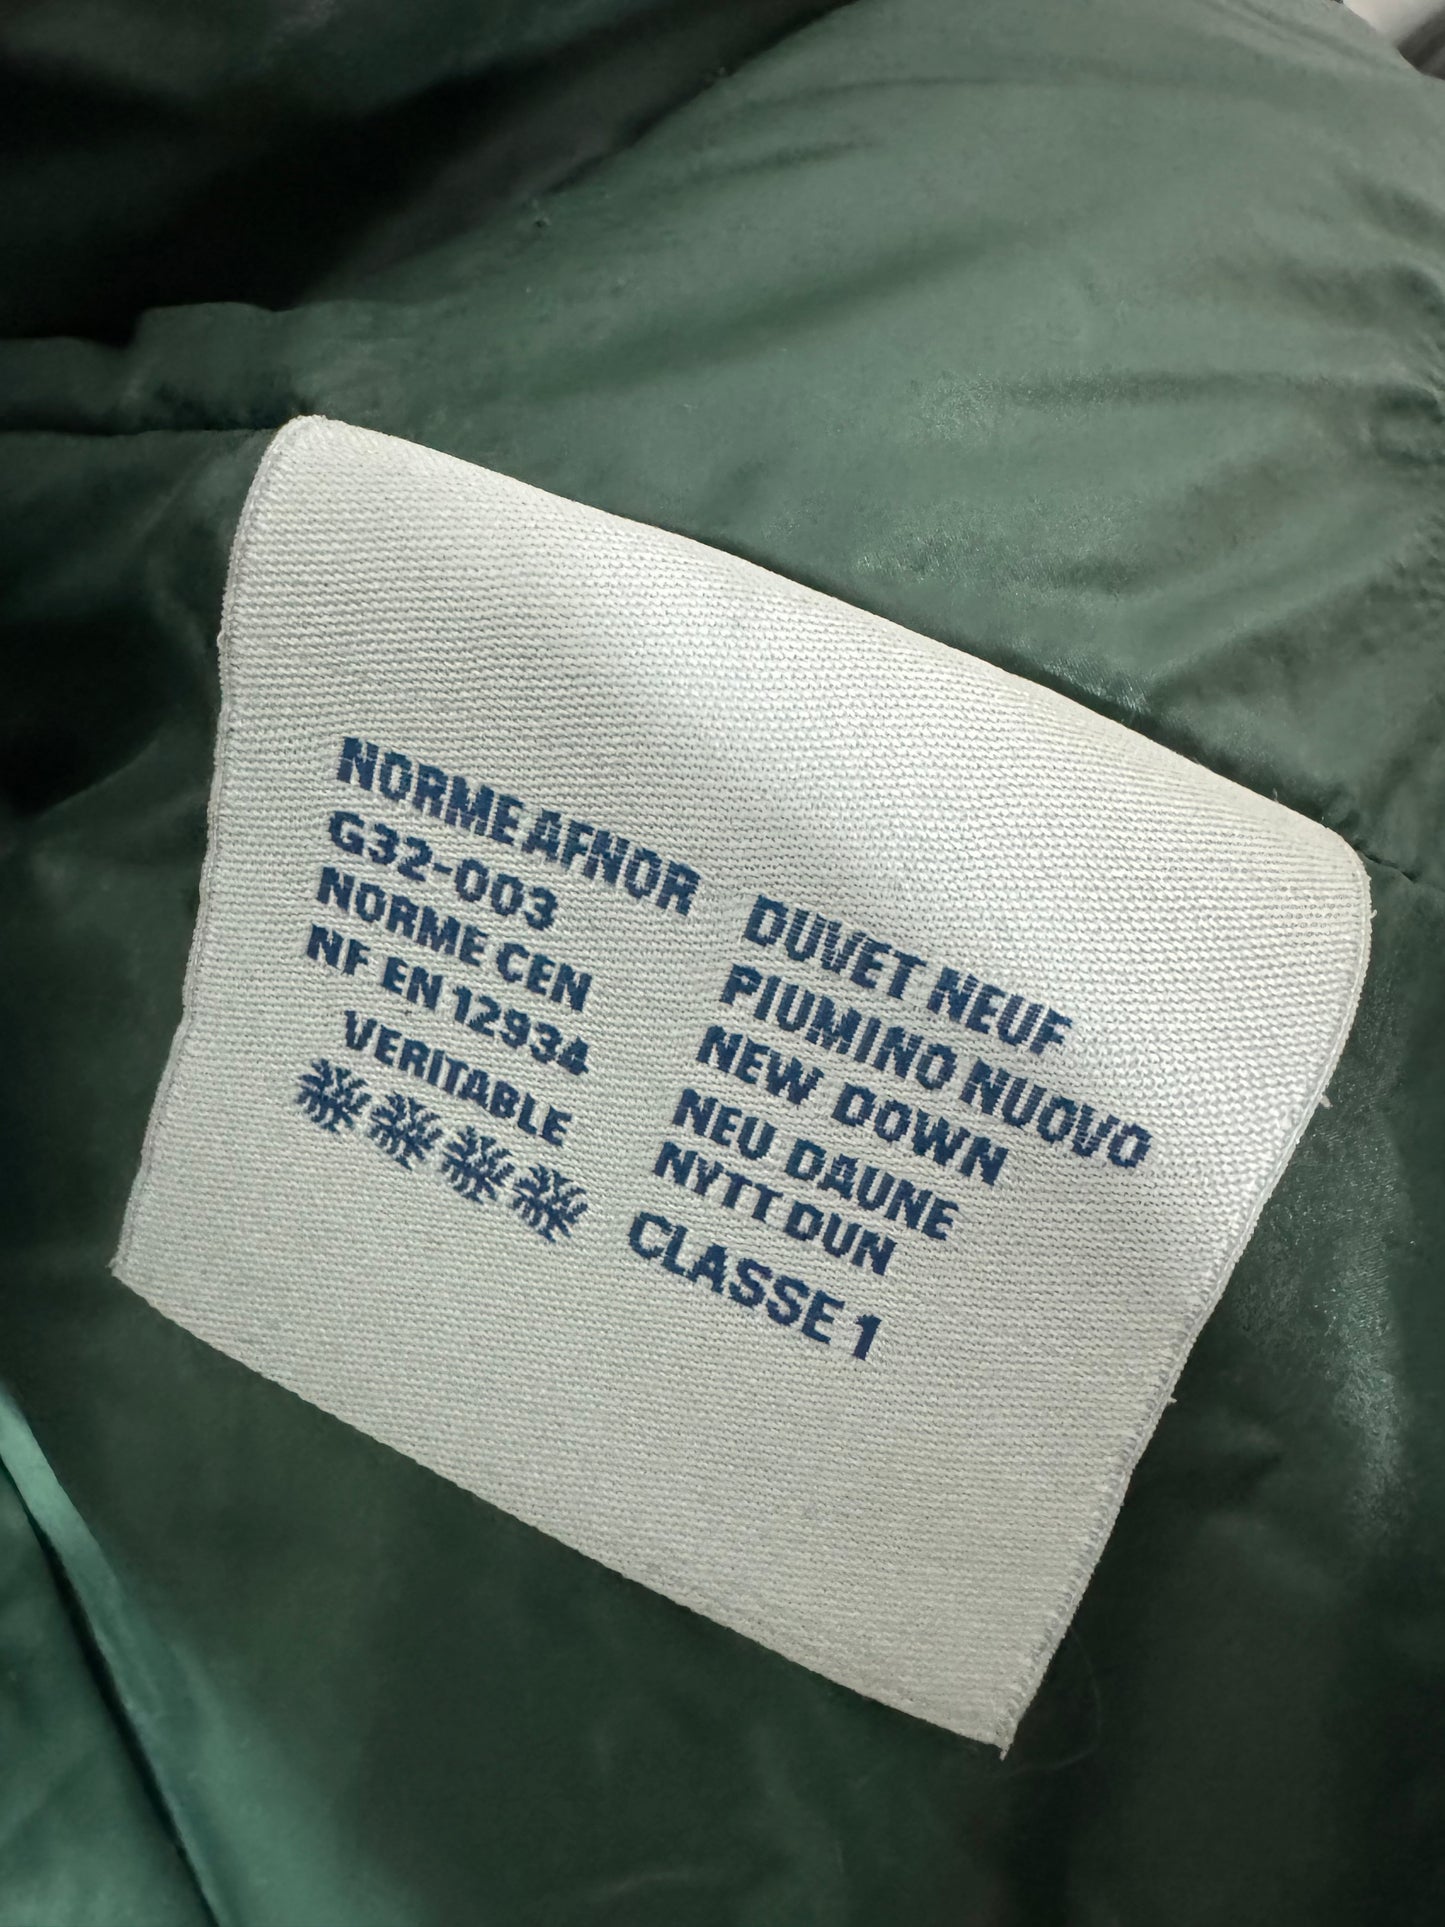 NORME AFNOR
G32-003
NORME CEN
NF EN 12934
VERITABLE
DUVET NEUF
PIUMINO NUOVO
NEW DOWN
NEU DAUNE
NYTT DUN
CLASSE 1